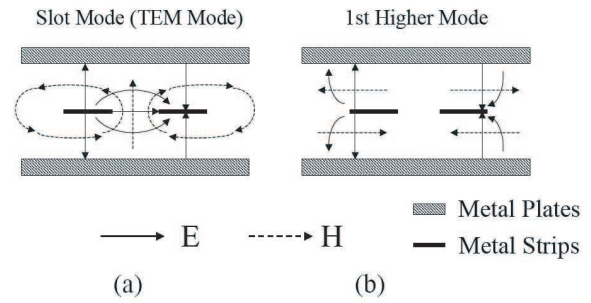 Slot Mode (TEM Mode)
1st Higher Mode
E
H
Metal Plates
Metal Strips
(a)
(b)